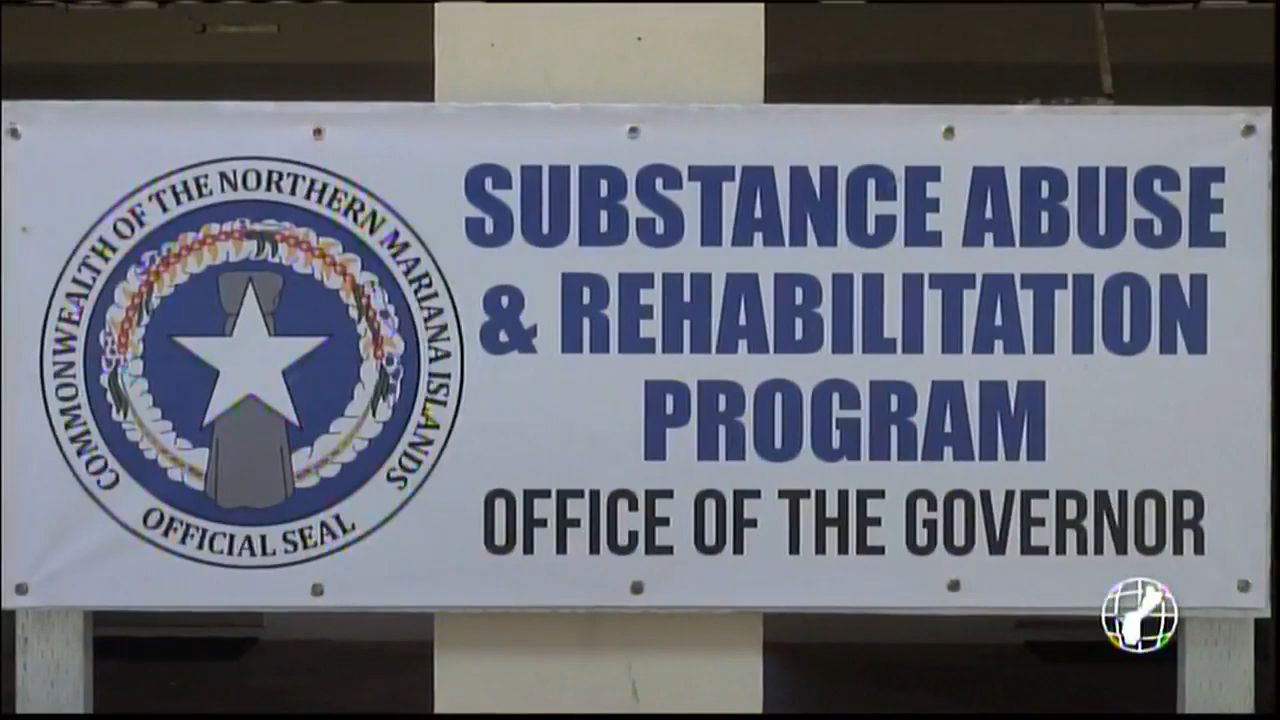 COMMONWEALTH OF THE NORTHERN MARIANA ISLANDS
OFFICIAL SEAL
SUBSTANCE ABUSE
& REHABILITATION
PROGRAM
OFFICE OF THE GOVERNOR